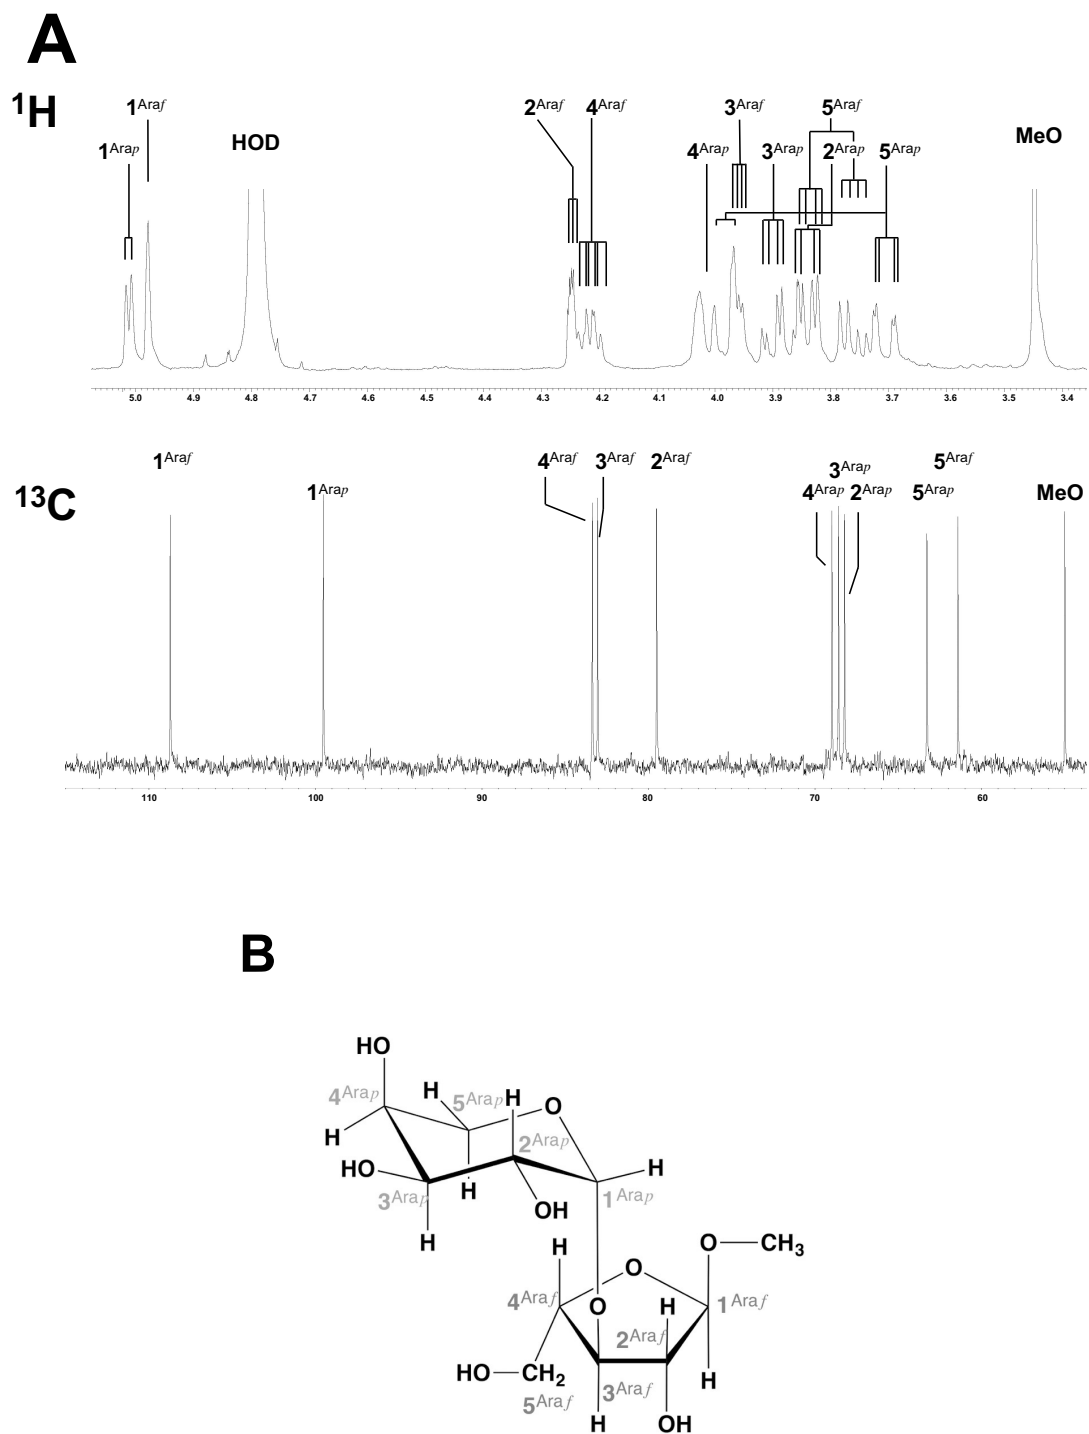 A
1H
1Araf
2Araf 4Araf 3Araf 5Araf
1Arap HOD 4Arap 3Arap 2Arap 5Arap MeO
5.0 4.9 4.8 4.7 4.6 4.5 4.4 4.3 4.2 4.1 4.0 3.9 3.8 3.7 3.6 3.5 3.4
1Araf 4Araf 3Araf 2Araf 3Arap 5Araf
13C 1Arap 4Arap 2Arap 5Arap MeO
110 100 90 80 70 60
B
HO
4Arap H 5Arap H O
H 2Arap
HO H H
3Arap OH 1Arap
H H O CH3
O
4Araf O H 1Araf
2Araf
HO CH2 H
5Araf 3Araf
H OH